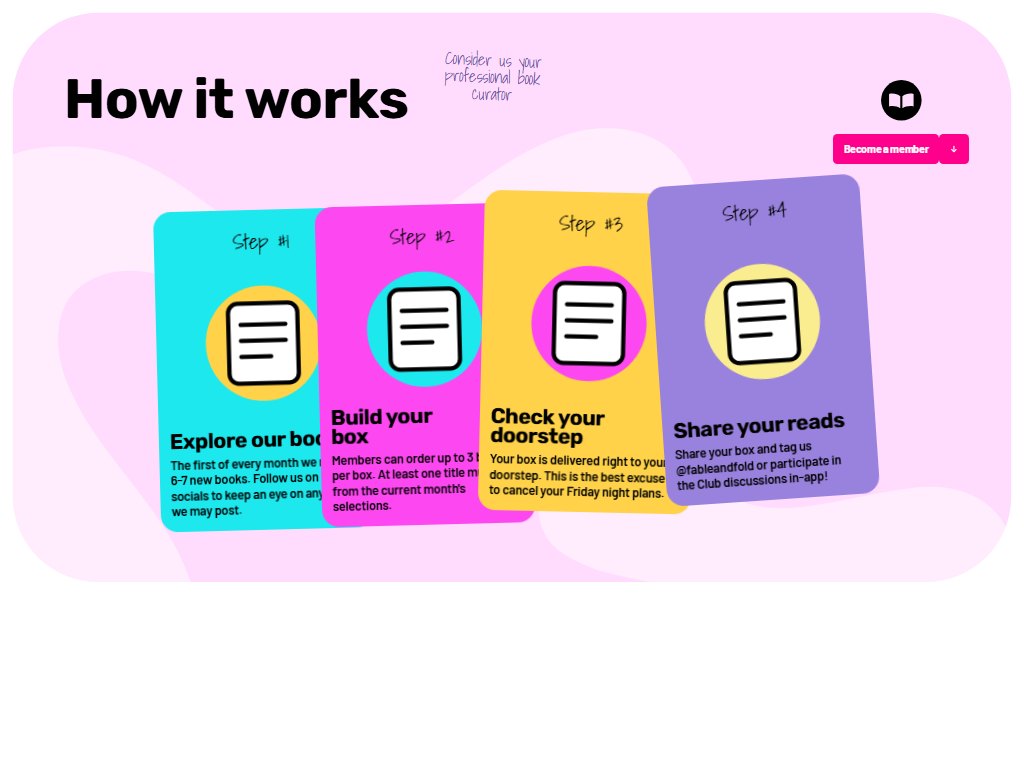 How it works
Consider us your
professional book
curator
Become a member ↓
Step #1
Explore our
The first of every month we
6-7 new books. Follow us on
socials to keep an eye on any
we may post.
Step #2
Build your
box
Members can order up to 3
per box. At least one title
from the current month's
selections.
Step #3
Check your
doorstep
Your box is delivered right to your
doorstep. This is the best excuse
to cancel your Friday night plans.
Step #4
Share your reads
Share your box and tag us
@fableandfold or participate in
the Club discussions in-app!